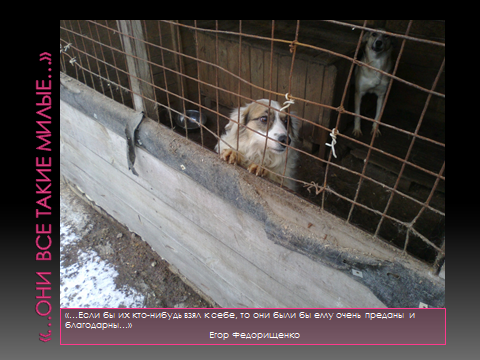 «...ОНИ ВСЕ ТАКИЕ МИЛЫЕ...»
«...Если бы их кто-нибудь взял к себе, то они были бы ему очень преданы и
благодарны...»
Егор Федорищенко